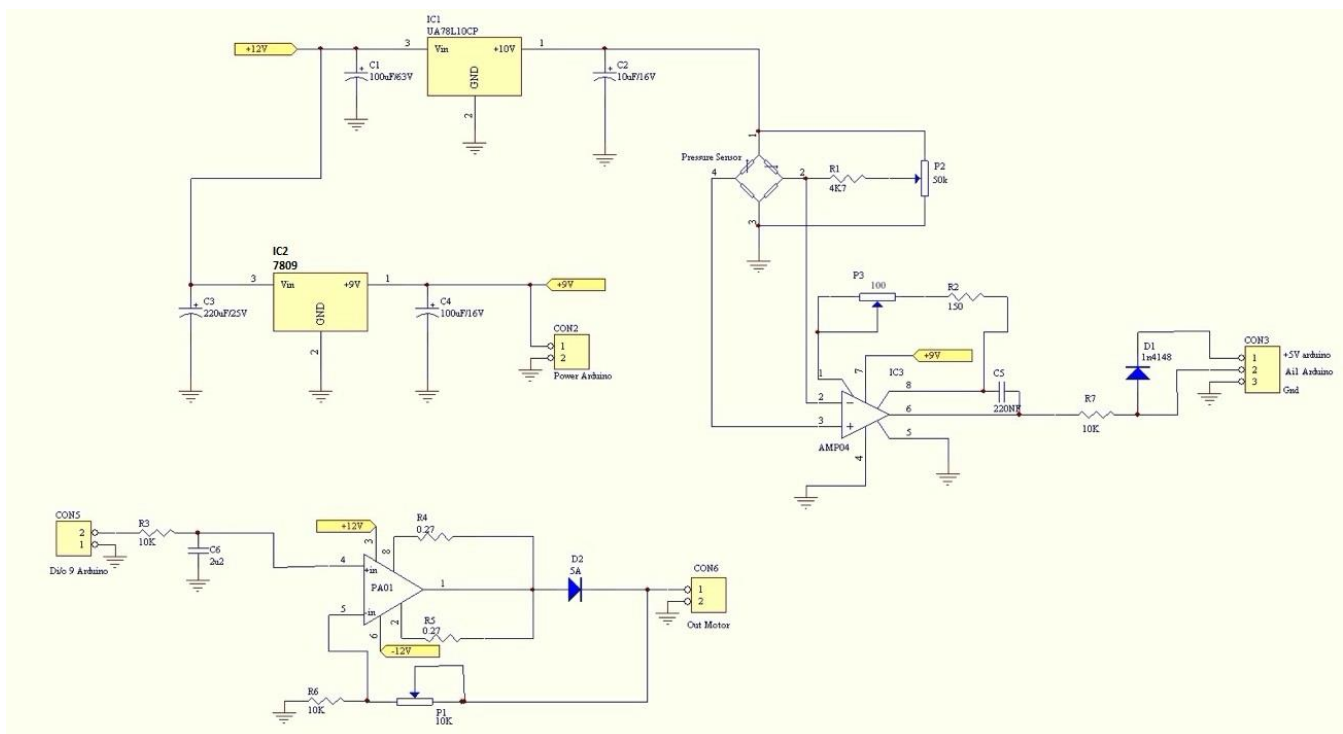 IC1
UA78L10CP
+12V
3
Vin
+10V
1
GND
2
C1
100uF/63V
C2
10uF/16V
Pressure Sensor
1
4
2
3
R1
4K7
P2
50k
IC2
7809
3
Vin
+9V
1
GND
2
C3
220uF/25V
C4
100uF/16V
+9V
CON2
1
2
Power Arduino
P3
100
R2
150
+9V
1
7
IC3
8
2
-
3
+
6
5
4
AMP04
C5
220NF
R7
10K
D1
1n4148
CON3
1
2
3
+5V arduino
Ai1 Arduino
Gnd
CON5
2
1
Di/o 9 Arduino
R3
10K
C6
2u2
+12V
3
8
4
+in
PA01
1
5
-in
6
2
-12V
R4
0.27
R5
0.27
D2
5A
CON6
1
2
Out Motor
R6
10K
P1
10K